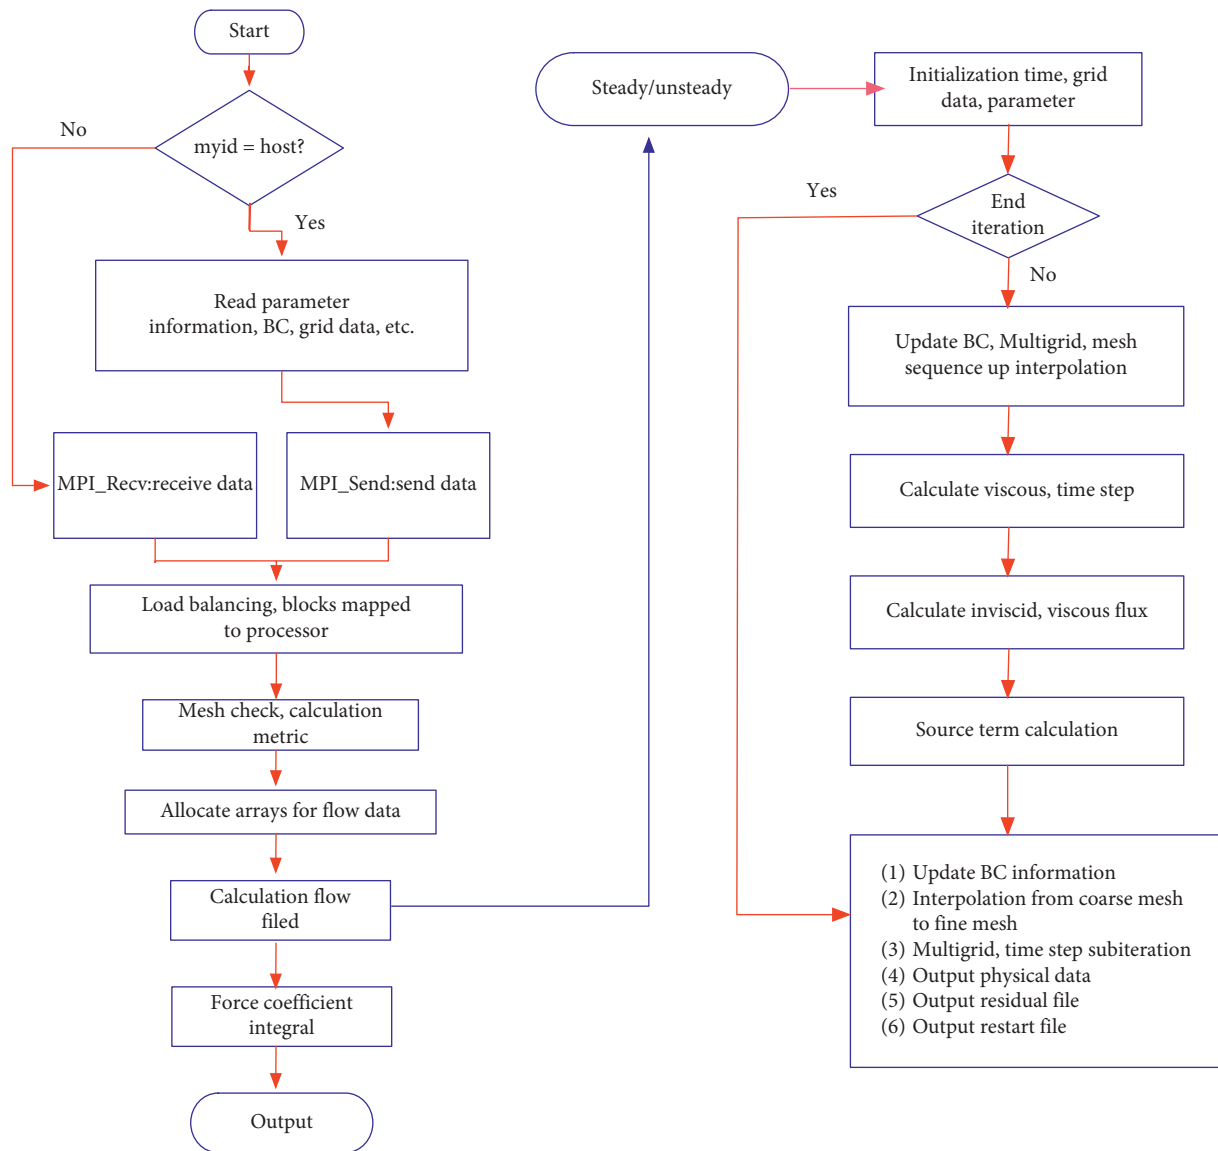 Start
myid = host?
No
Yes
Read parameter
information, BC, grid data, etc.
MPI_Recv:receive data
MPI_Send:send data
Load balancing, blocks mapped
to processor
Mesh check, calculation
metric
Allocate arrays for flow data
Calculation flow
filed
Force coefficient
integral
Output
Steady/unsteady
Initialization time, grid
data, parameter
End
iteration
Yes
No
Update BC, Multigrid, mesh
sequence up interpolation
Calculate viscous, time step
Calculate inviscid, viscous flux
Source term calculation
(1) Update BC information
(2) Interpolation from coarse mesh
to fine mesh
(3) Multigrid, time step subiteration
(4) Output physical data
(5) Output residual file
(6) Output restart file